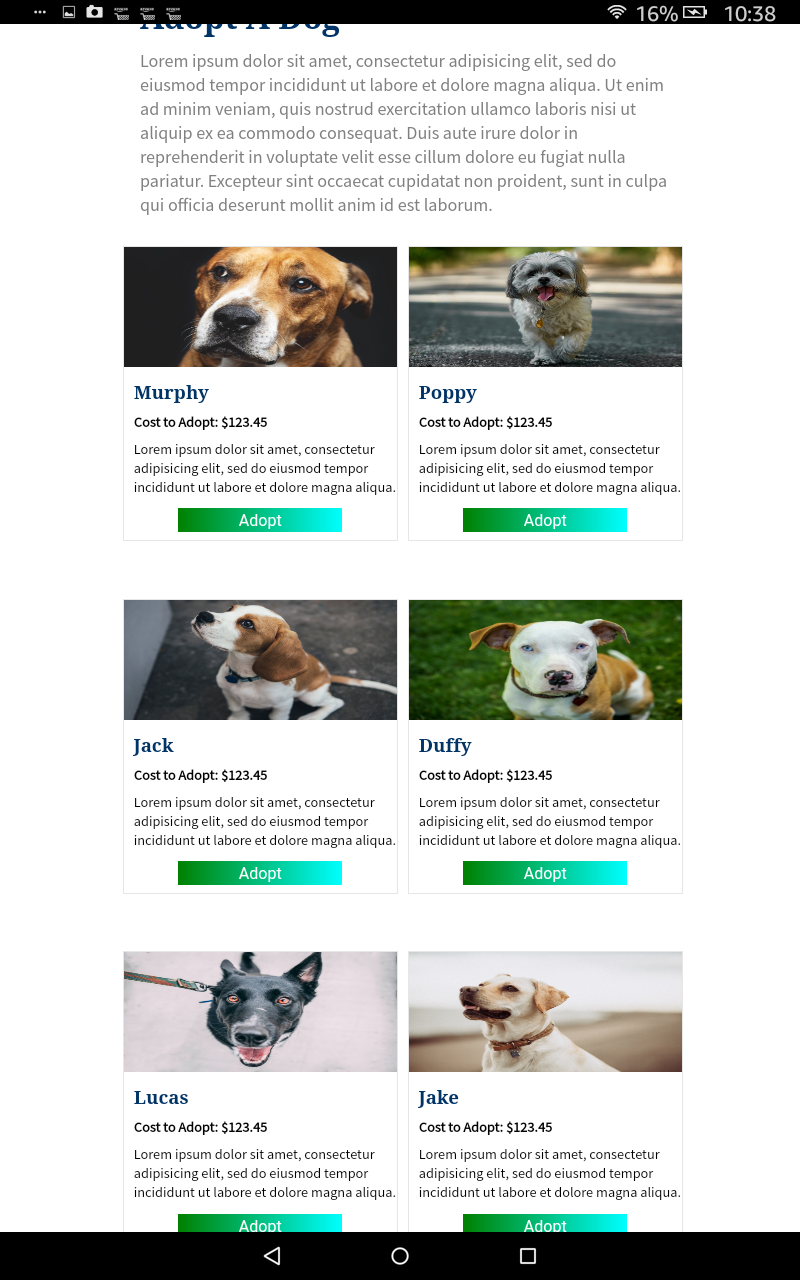 16% 10:38
Adopt A Dog
Lorem ipsum dolor sit amet, consectetur adipisicing elit, sed do
eiusmod tempor incididunt ut labore et dolore magna aliqua. Ut enim
ad minim veniam, quis nostrud exercitation ullamco laboris nisi ut
aliquip ex ea commodo consequat. Duis aute irure dolor in
reprehenderit in voluptate velit esse cillum dolore eu fugiat nulla
pariatur. Excepteur sint occaecat cupidatat non proident, sunt in culpa
qui officia deserunt mollit anim id est laborum.
Murphy
Cost to Adopt: $123.45
Lorem ipsum dolor sit amet, consectetur
adipisicing elit, sed do eiusmod tempor
incididunt ut labore et dolore magna aliqua.
Adopt
Poppy
Cost to Adopt: $123.45
Lorem ipsum dolor sit amet, consectetur
adipisicing elit, sed do eiusmod tempor
incididunt ut labore et dolore magna aliqua.
Adopt
Jack
Cost to Adopt: $123.45
Lorem ipsum dolor sit amet, consectetur
adipisicing elit, sed do eiusmod tempor
incididunt ut labore et dolore magna aliqua.
Adopt
Duffy
Cost to Adopt: $123.45
Lorem ipsum dolor sit amet, consectetur
adipisicing elit, sed do eiusmod tempor
incididunt ut labore et dolore magna aliqua.
Adopt
Lucas
Cost to Adopt: $123.45
Lorem ipsum dolor sit amet, consectetur
adipisicing elit, sed do eiusmod tempor
incididunt ut labore et dolore magna aliqua.
Adopt
Jake
Cost to Adopt: $123.45
Lorem ipsum dolor sit amet, consectetur
adipisicing elit, sed do eiusmod tempor
incididunt ut labore et dolore magna aliqua.
Adopt